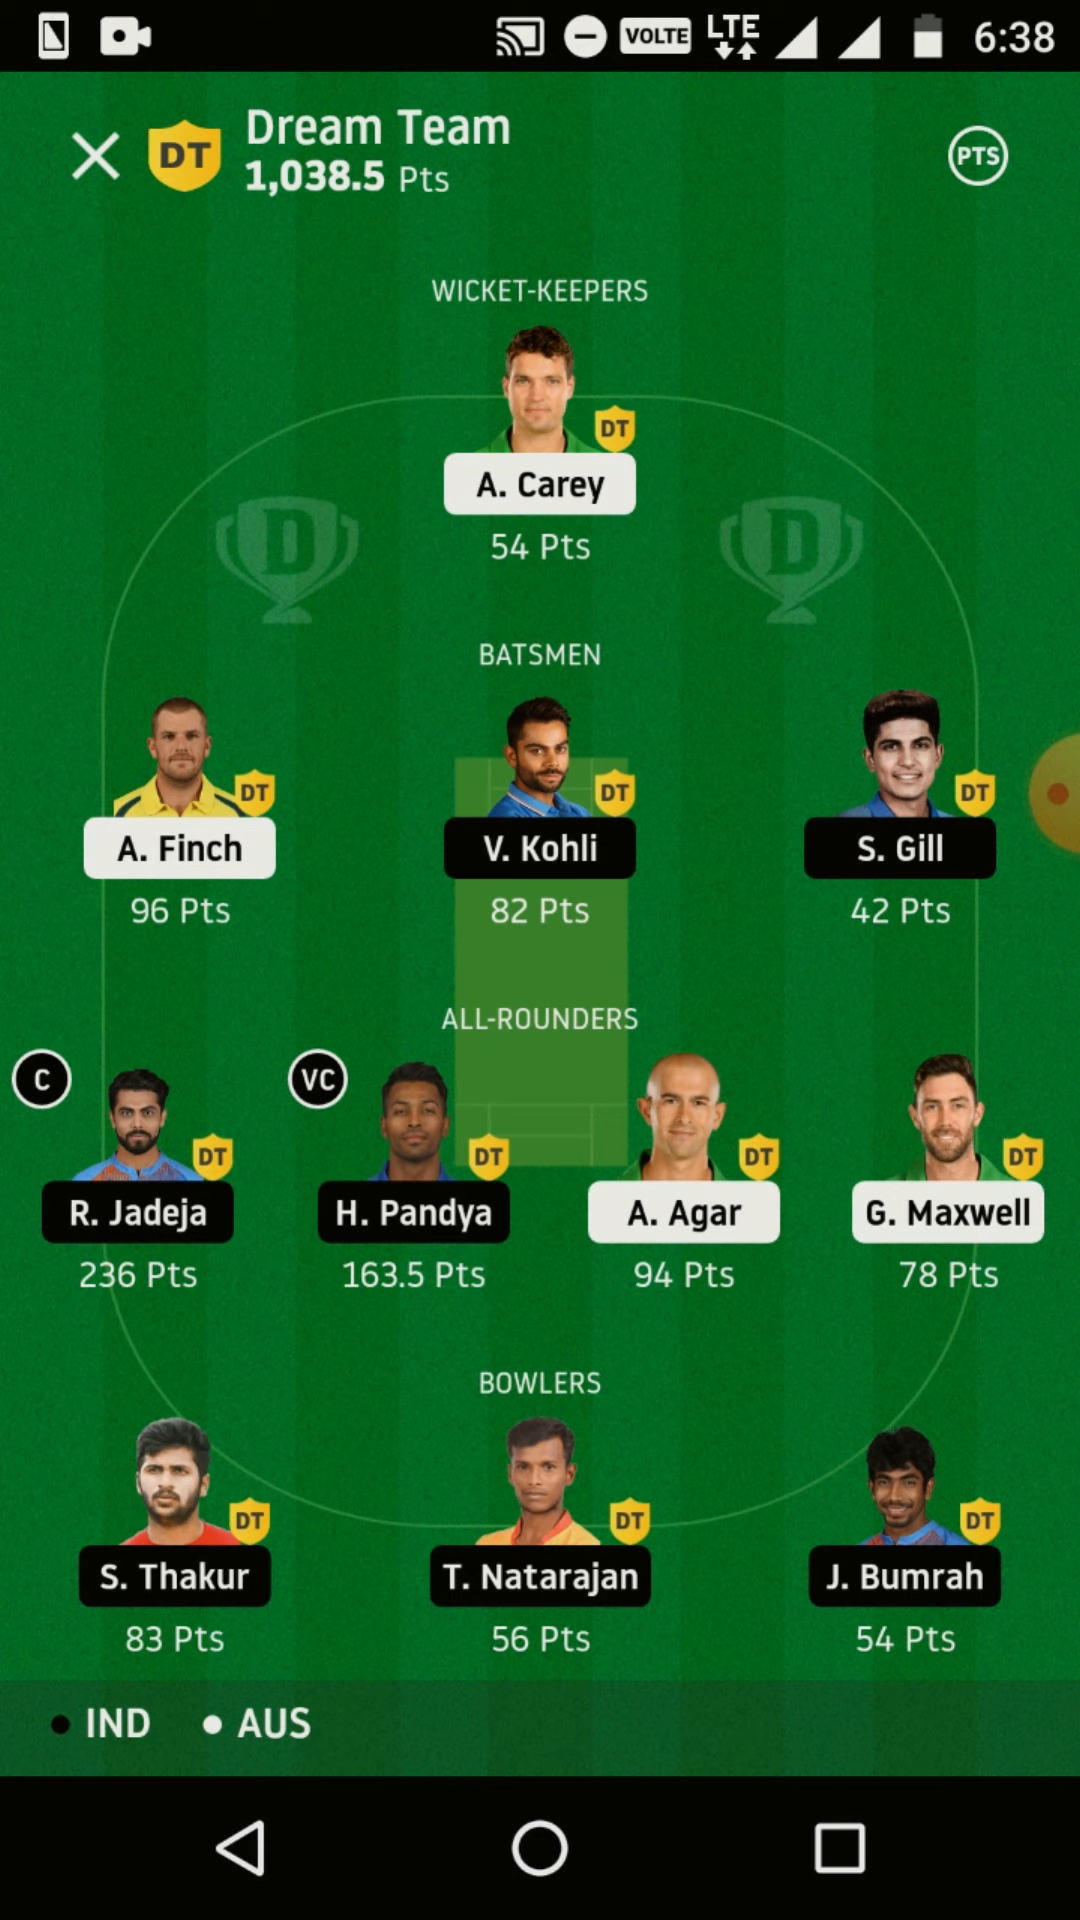 VOLTE LTE 6:38
DT Dream Team
1,038.5 Pts
PTS
WICKET-KEEPERS
DT
A. Carey
54 Pts
D D
BATSMEN
DT DT DT
A. Finch V. Kohli S. Gill
96 Pts 82 Pts 42 Pts
ALL-ROUNDERS
C VC
DT DT DT DT
R. Jadeja H. Pandya A. Agar G. Maxwell
236 Pts 163.5 Pts 94 Pts 78 Pts
BOWLERS
DT DT DT
S. Thakur T. Natarajan J. Bumrah
83 Pts 56 Pts 54 Pts
IND AUS